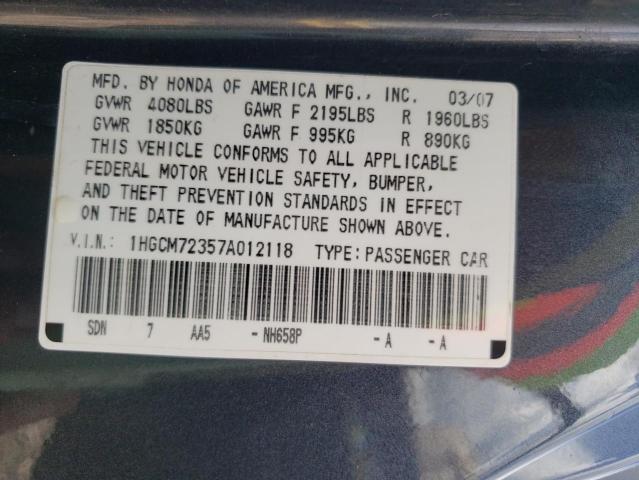 MFD. BY HONDA OF AMERICA MFG., INC. 03/07
GVWR 4080LBS GAWR F 2195LBS R 1960LBS
GVWR 1850KG GAWR F 995KG R 890KG
THIS VEHICLE CONFORMS TO ALL APPLICABLE
FEDERAL MOTOR VEHICLE SAFETY, BUMPER,
AND THEFT PREVENTION STANDARDS IN EFFECT
ON THE DATE OF MANUFACTURE SHOWN ABOVE.
V.I.N.: 1HGCM72357A012118 TYPE: PASSENGER CAR
SDN 7 AA5 - NH658P - A - A